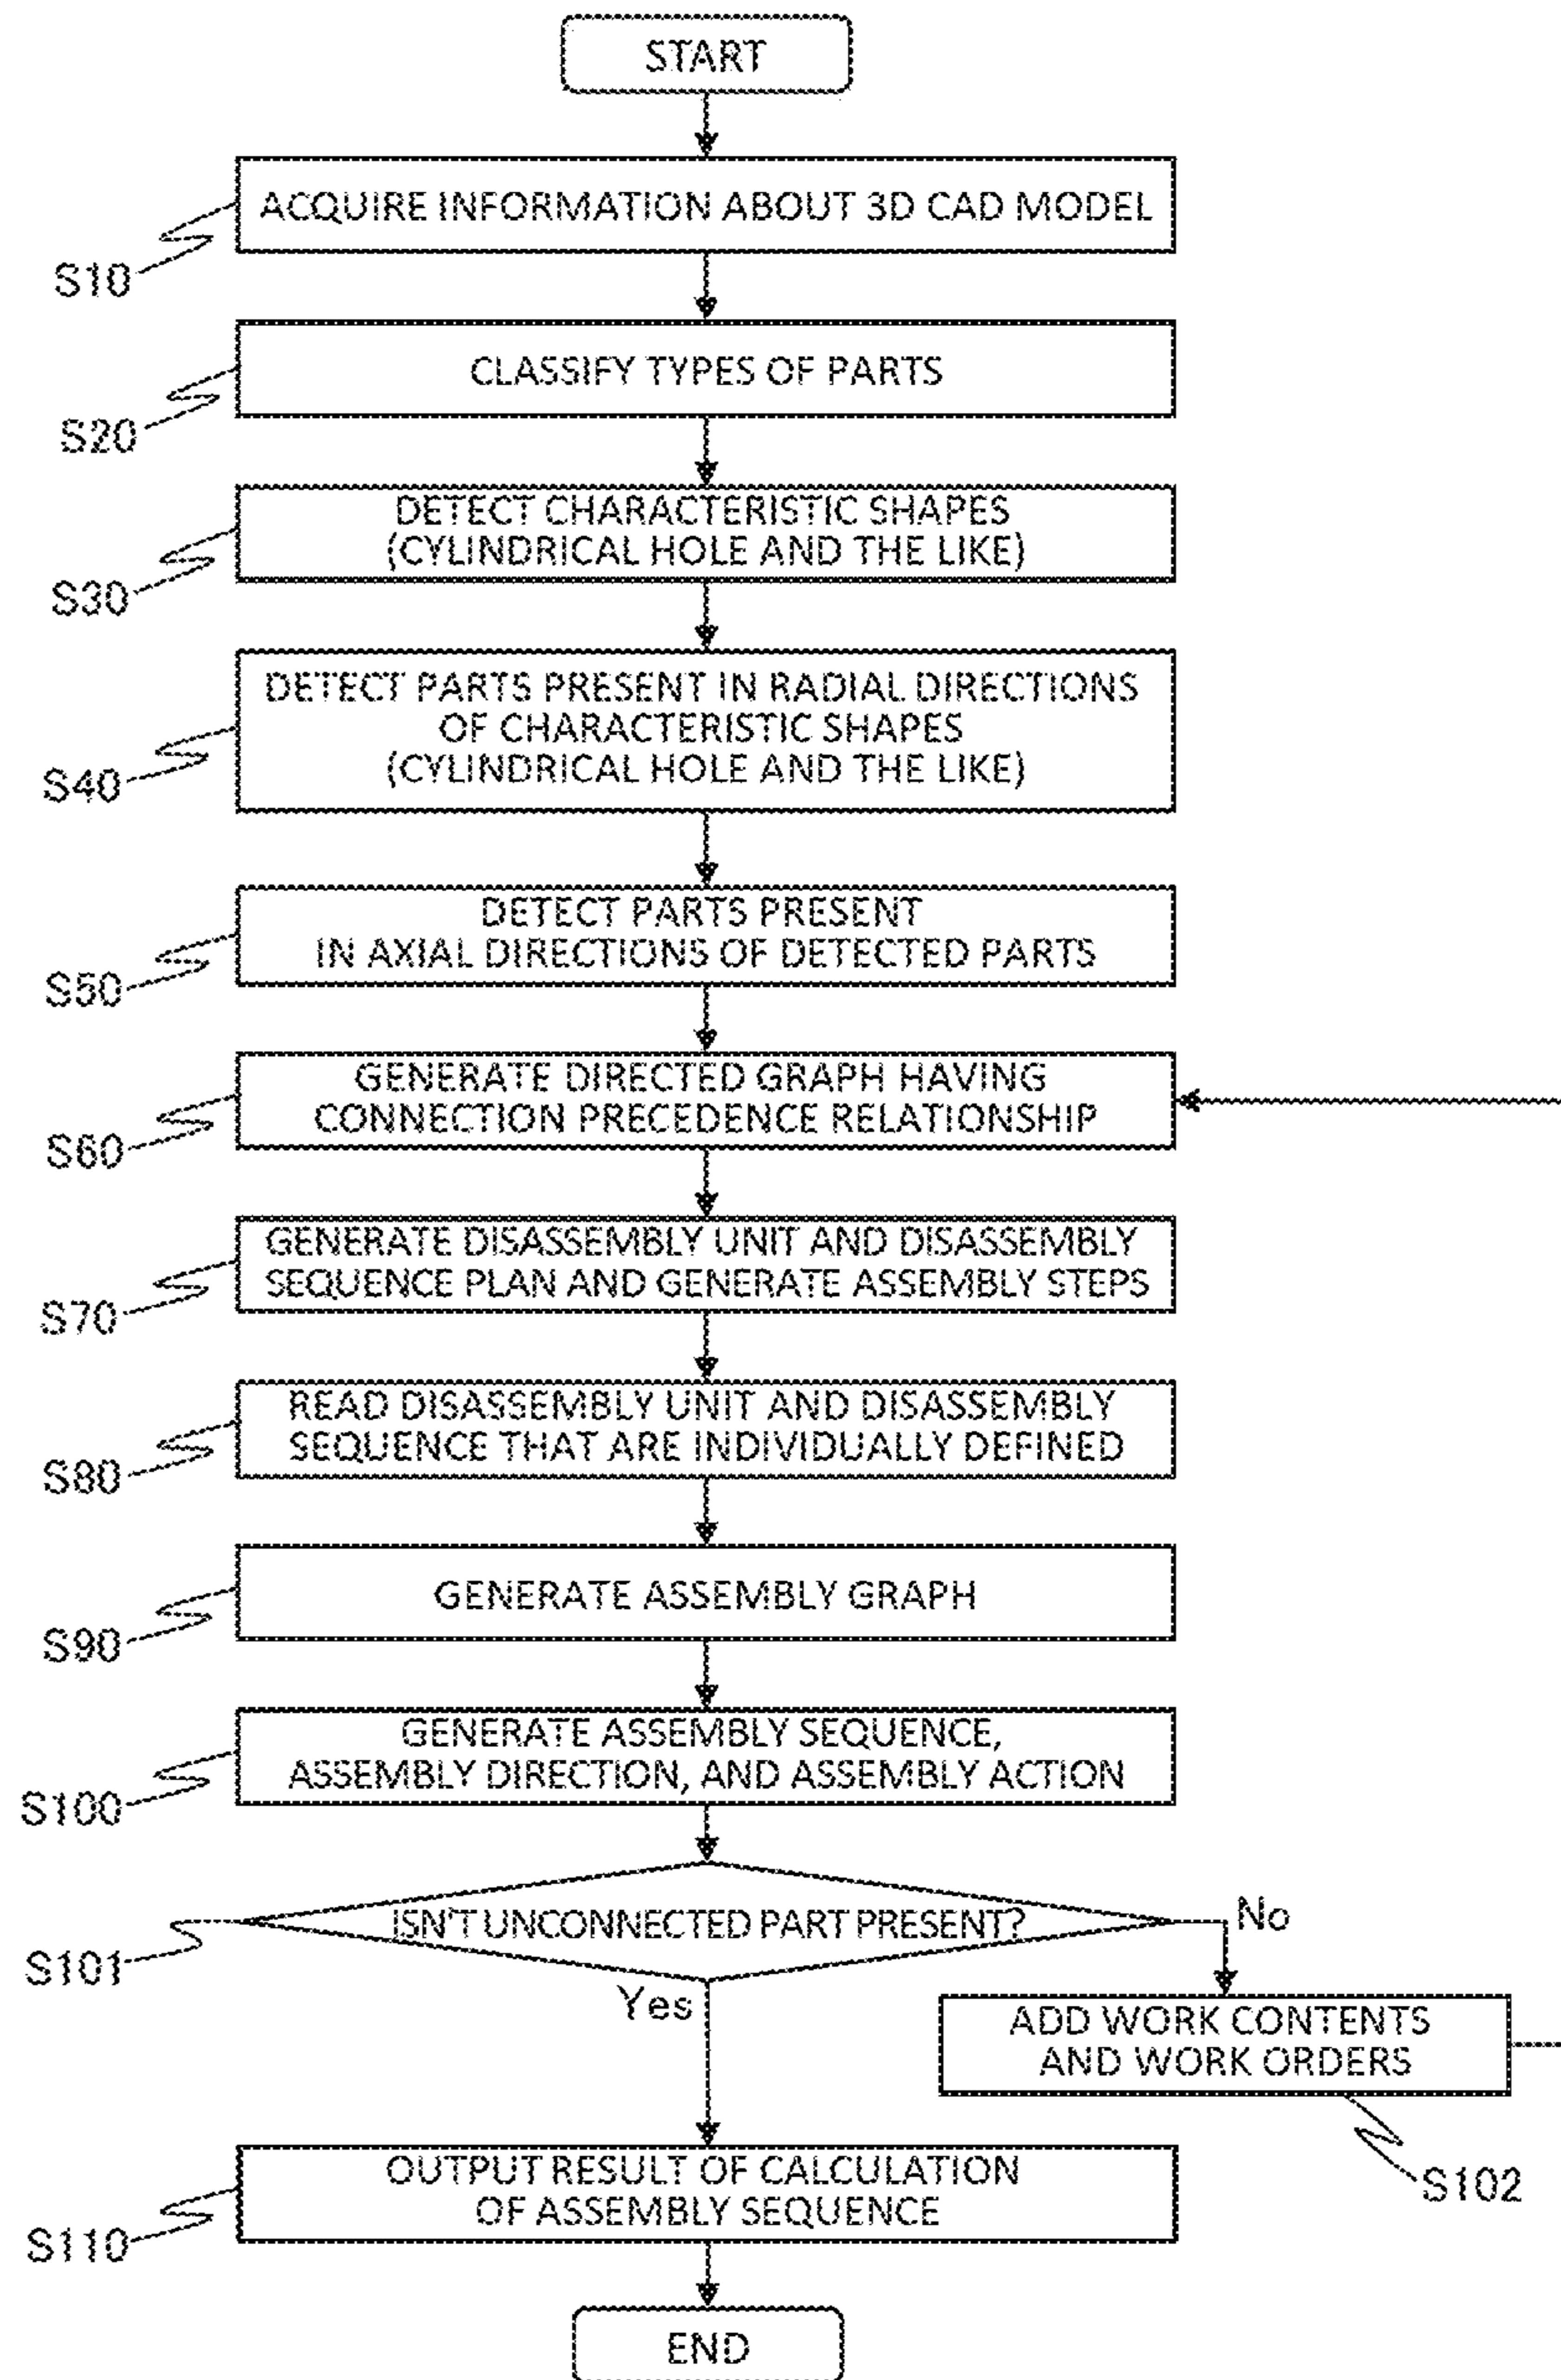 START
ACQUIRE INFORMATION ABOUT 3D CAD MODEL
S10
CLASSIFY TYPES OF PARTS
S20
DETECT CHARACTERISTIC SHAPES
(CYLINDRICAL HOLE AND THE LIKE)
S30
DETECT PARTS PRESENT IN RADIAL DIRECTIONS
OF CHARACTERISTIC SHAPES
(CYLINDRICAL HOLE AND THE LIKE)
S40
DETECT PARTS PRESENT
IN AXIAL DIRECTIONS OF DETECTED PARTS
S50
GENERATE DIRECTED GRAPH HAVING
CONNECTION PRECEDENCE RELATIONSHIP
S60
GENERATE DISASSEMBLY UNIT AND DISASSEMBLY
SEQUENCE PLAN AND GENERATE ASSEMBLY STEPS
S70
READ DISASSEMBLY UNIT AND DISASSEMBLY
SEQUENCE THAT ARE INDIVIDUALLY DEFINED
S80
GENERATE ASSEMBLY GRAPH
S90
GENERATE ASSEMBLY SEQUENCE,
ASSEMBLY DIRECTION, AND ASSEMBLY ACTION
S100
ISN'T UNCONNECTED PART PRESENT?
No
S101
Yes
ADD WORK CONTENTS
AND WORK ORDERS
S102
OUTPUT RESULT OF CALCULATION
OF ASSEMBLY SEQUENCE
S110
END